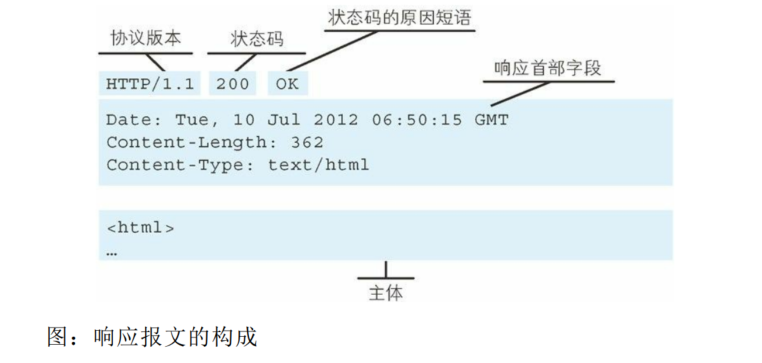 状态码的原因短语
协议版本
状态码
响应首部字段
HTTP/1.1 200 OK
Date: Tue, 10 Jul 2012 06:50:15 GMT
Content-Length: 362
Content-Type: text/html
<html>
…
主体
图：响应报文的构成